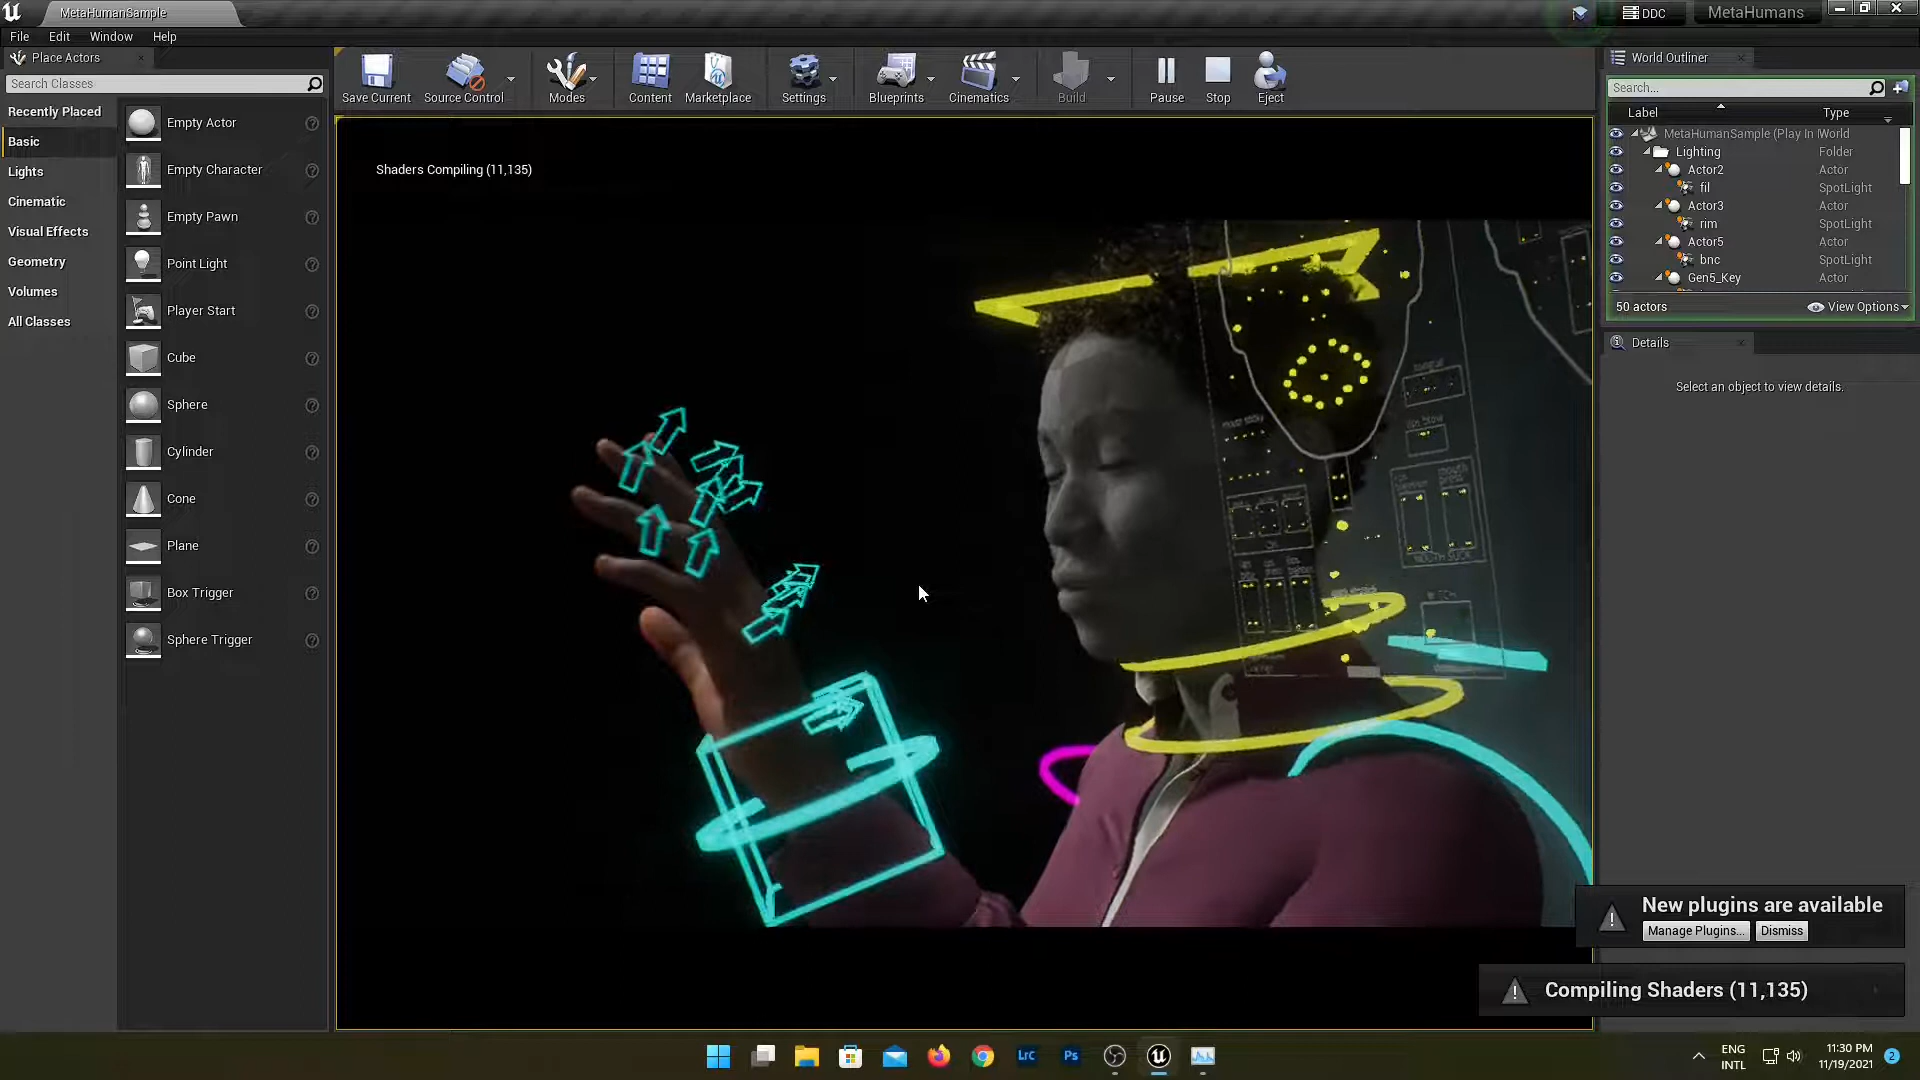 MetaHumanSample
DDC
MetaHumans
File Edit Window Help
Place Actors
Search Classes
Recently Placed
Basic
Lights
Cinematic
Visual Effects
Geometry
Volumes
All Classes
Empty Actor
Empty Character
Empty Pawn
Point Light
Player Start
Cube
Sphere
Cylinder
Cone
Plane
Box Trigger
Sphere Trigger
Save Current
Source Control
Modes
Content
Marketplace
Settings
Blueprints
Cinematics
Build
Pause
Stop
Eject
Shaders Compiling (11,135)
World Outliner
Search...
Label Type
MetaHumanSample (Play In World
Lighting Folder
Actor2 Actor
fil SpotLight
Actor3 Actor
rim SpotLight
Actor5 Actor
bnc SpotLight
Gen5_Key Actor
50 actors
View Options
Details
Select an object to view details.
New plugins are available
Manage Plugins...
Dismiss
Compiling Shaders (11,135)
LrC
Ps
ENG
INTL
11:30 PM
11/19/2021
2